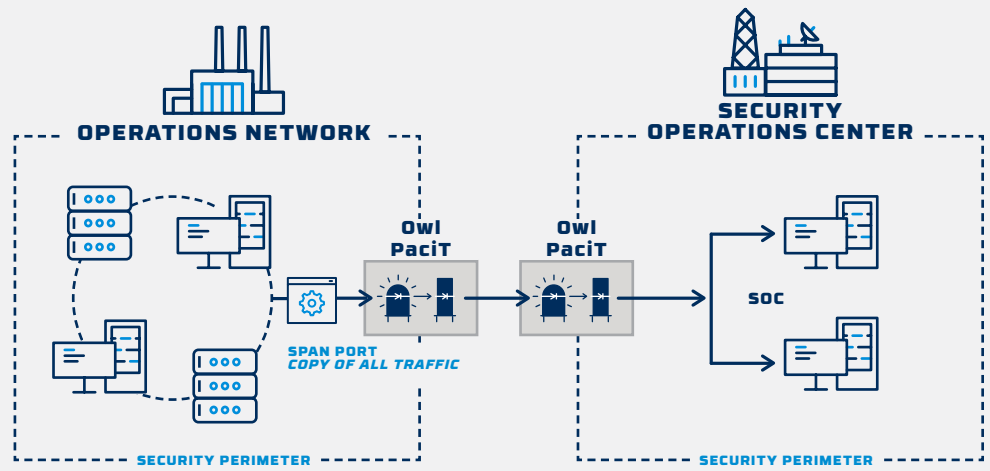 OPERATIONS NETWORK
SECURITY
OPERATIONS CENTER
Owl
PaciT
Owl
PaciT
SOC
SPAN PORT
COPY OF ALL TRAFFIC
SECURITY PERIMETER
SECURITY PERIMETER